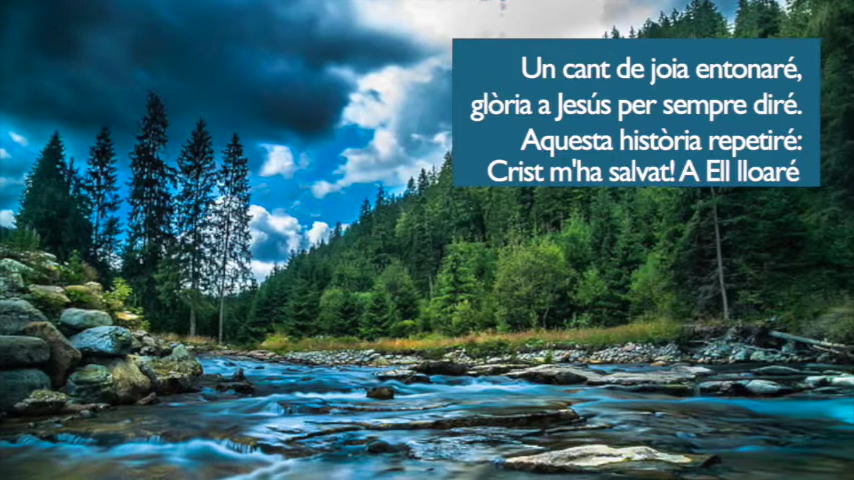 Un cant de joia entonaré,
glòria a Jesús per sempre diré.
Aquesta història repetiré:
Crist m'ha salvat! A Ell lloaré